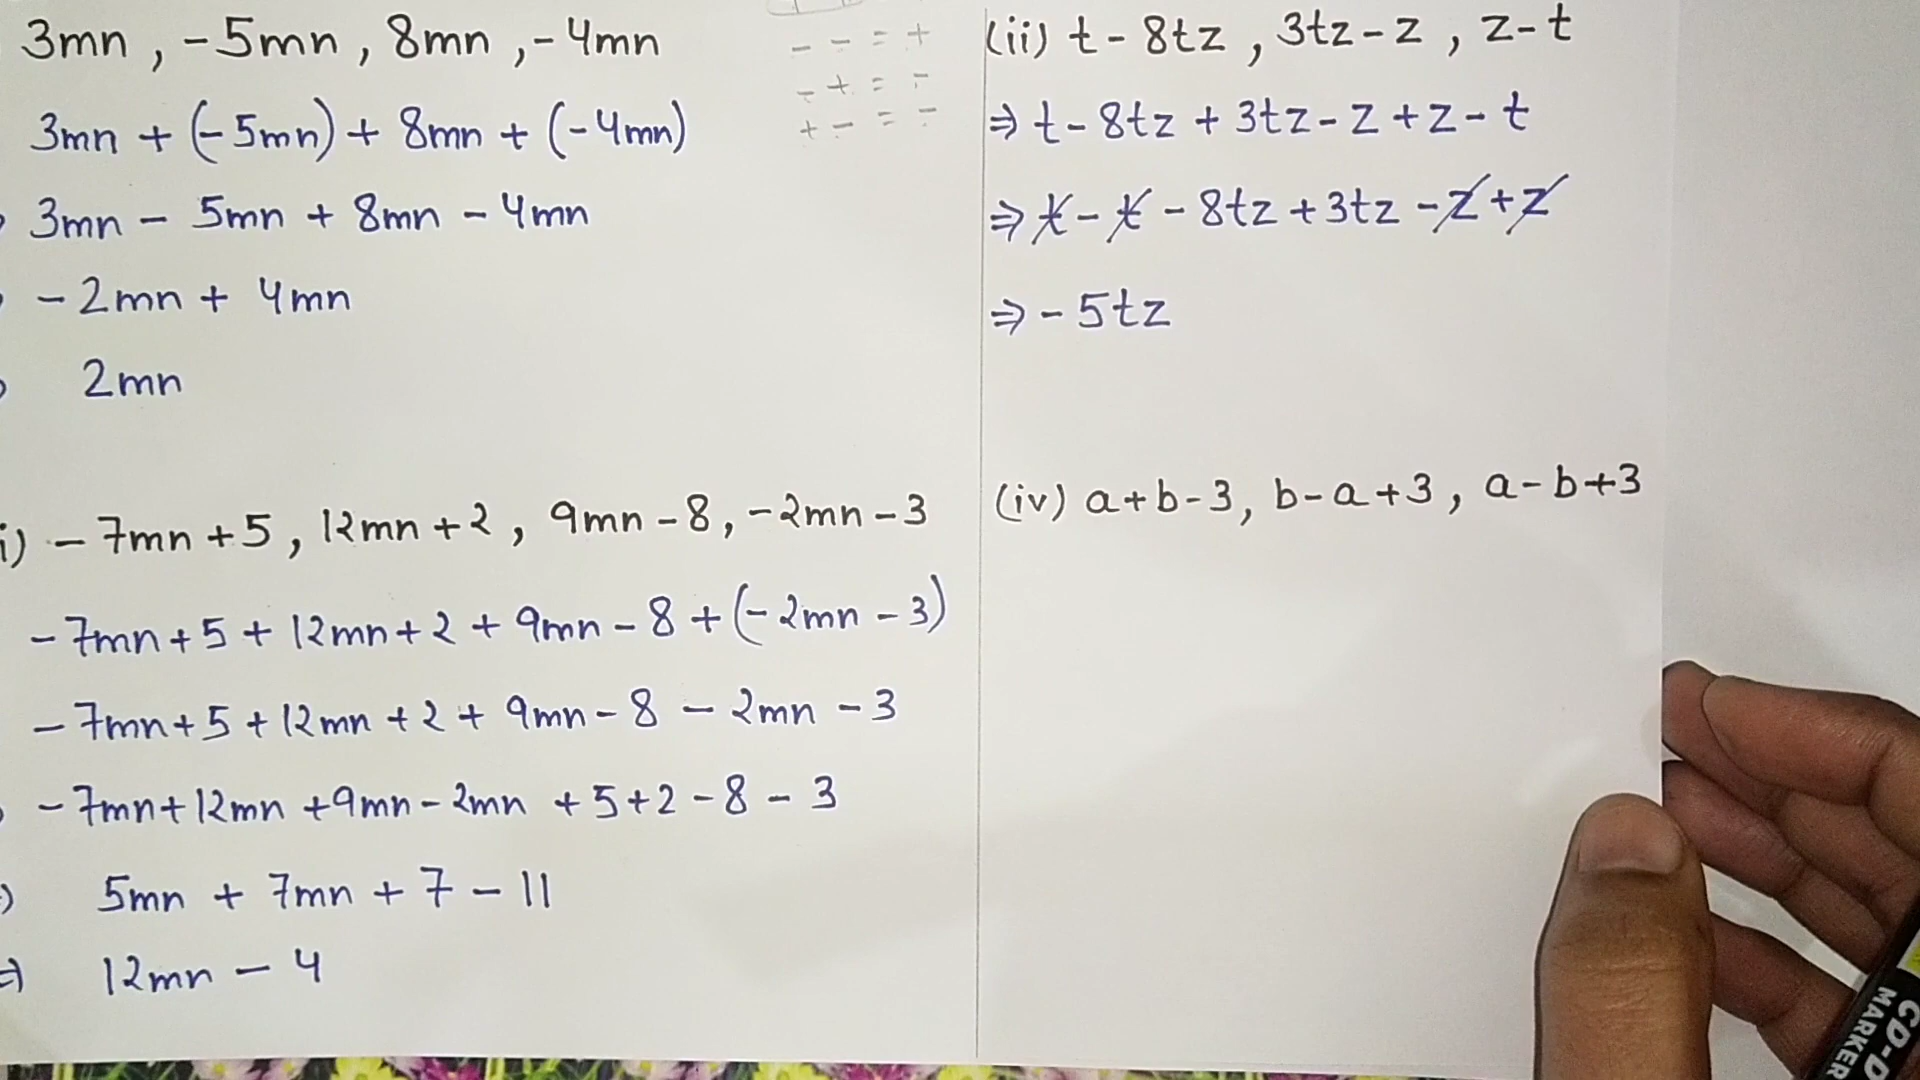 3mn , -5mn , 8mn , -4mn
3mn + (-5mn) + 8mn + (-4mn)
3mn - 5mn + 8mn - 4mn
-2mn + 4mn
2mn
- - = +
- + = -
+ - = -
(ii) t - 8tz , 3tz - z , z - t
⇒ t - 8tz + 3tz - z + z - t
⇒ t - t - 8tz + 3tz - z + z
⇒ - 5tz
i) - 7mn + 5 , 12mn + 2 , 9mn - 8 , -2mn - 3
- 7mn + 5 + 12mn + 2 + 9mn - 8 + (-2mn - 3)
- 7mn + 5 + 12mn + 2 + 9mn - 8 - 2mn - 3
- 7mn + 12mn + 9mn - 2mn + 5 + 2 - 8 - 3
5mn + 7mn + 7 - 11
⇒ 12mn - 4
(iv) a + b - 3 , b - a + 3 , a - b + 3
CD-D
MARKER